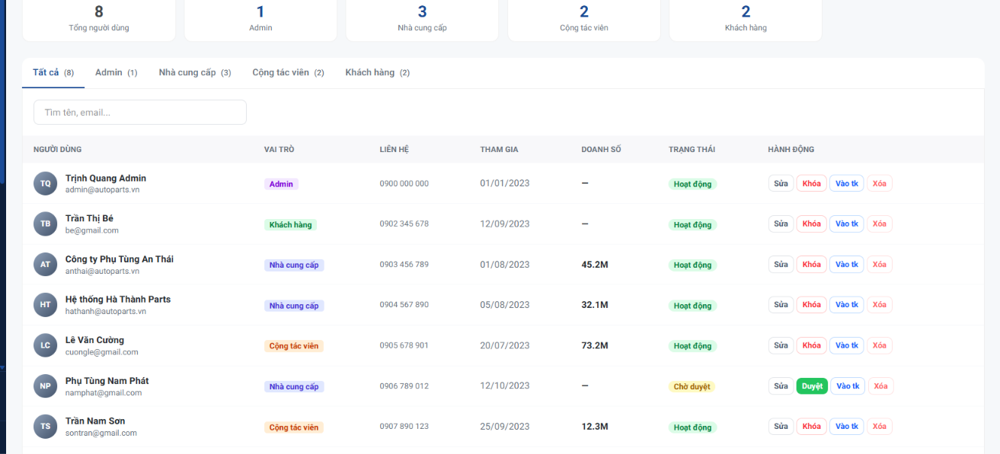 8 1 3 2 2
Tổng người dùng Admin Nhà cung cấp Cộng tác viên Khách hàng
Tất cả (8) Admin (1) Nhà cung cấp (3) Cộng tác viên (2) Khách hàng (2)
Tìm tên, email...
NGƯỜI DÙNG VAI TRÒ LIÊN HỆ THAM GIA DOANH SỐ TRẠNG THÁI HÀNH ĐỘNG
TQ Trịnh Quang Admin Admin 0900 000 000 01/01/2023 — Hoạt động Sửa Khóa Vào tk Xóa
admin@autoparts.vn
TB Trần Thị Bé Khách hàng 0902 345 678 12/09/2023 — Hoạt động Sửa Khóa Vào tk Xóa
be@gmail.com
AT Công ty Phụ Tùng An Thái Nhà cung cấp 0903 456 789 01/08/2023 45.2M Hoạt động Sửa Khóa Vào tk Xóa
anthai@autoparts.vn
HT Hệ thống Hà Thành Parts Nhà cung cấp 0904 567 890 05/08/2023 32.1M Hoạt động Sửa Khóa Vào tk Xóa
hathanh@autoparts.vn
LC Lê Văn Cường Cộng tác viên 0905 678 901 20/07/2023 73.2M Hoạt động Sửa Khóa Vào tk Xóa
cuongle@gmail.com
NP Phụ Tùng Nam Phát Nhà cung cấp 0906 789 012 12/10/2023 — Chờ duyệt Sửa Duyệt Vào tk Xóa
namphat@gmail.com
TS Trần Nam Sơn Cộng tác viên 0907 890 123 25/09/2023 12.3M Hoạt động Sửa Khóa Vào tk Xóa
sontran@gmail.com